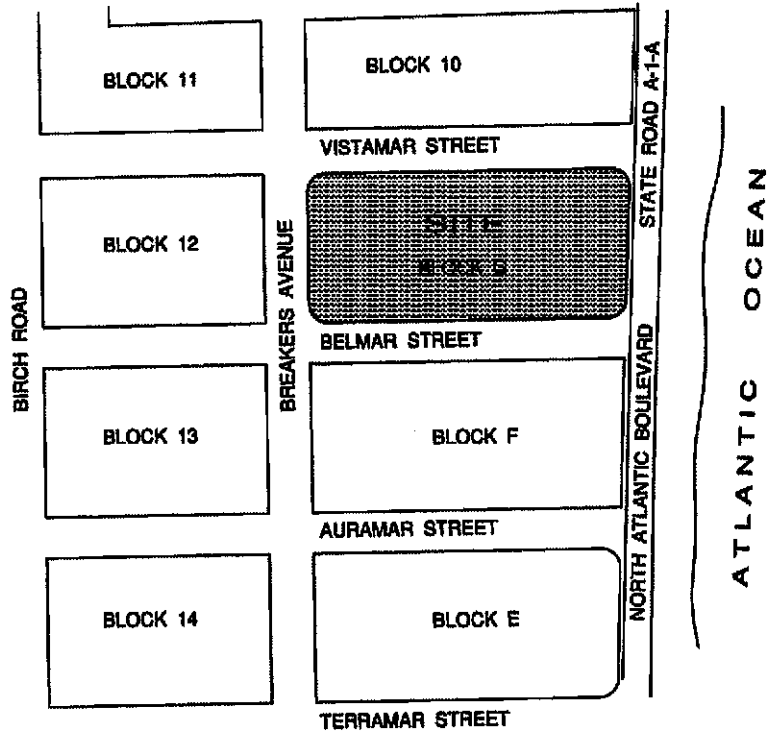 BLOCK 11
BLOCK 10
VISTAMAR STREET
STATE ROAD A-1-A
SITE
BLOCK 12
BREAKERS AVENUE
BELMAR STREET
BIRCH ROAD
ATLANTIC OCEAN
BLOCK 13
BLOCK F
NORTH ATLANTIC BOULEVARD
AURAMAR STREET
BLOCK 14
BLOCK E
TERRAMAR STREET